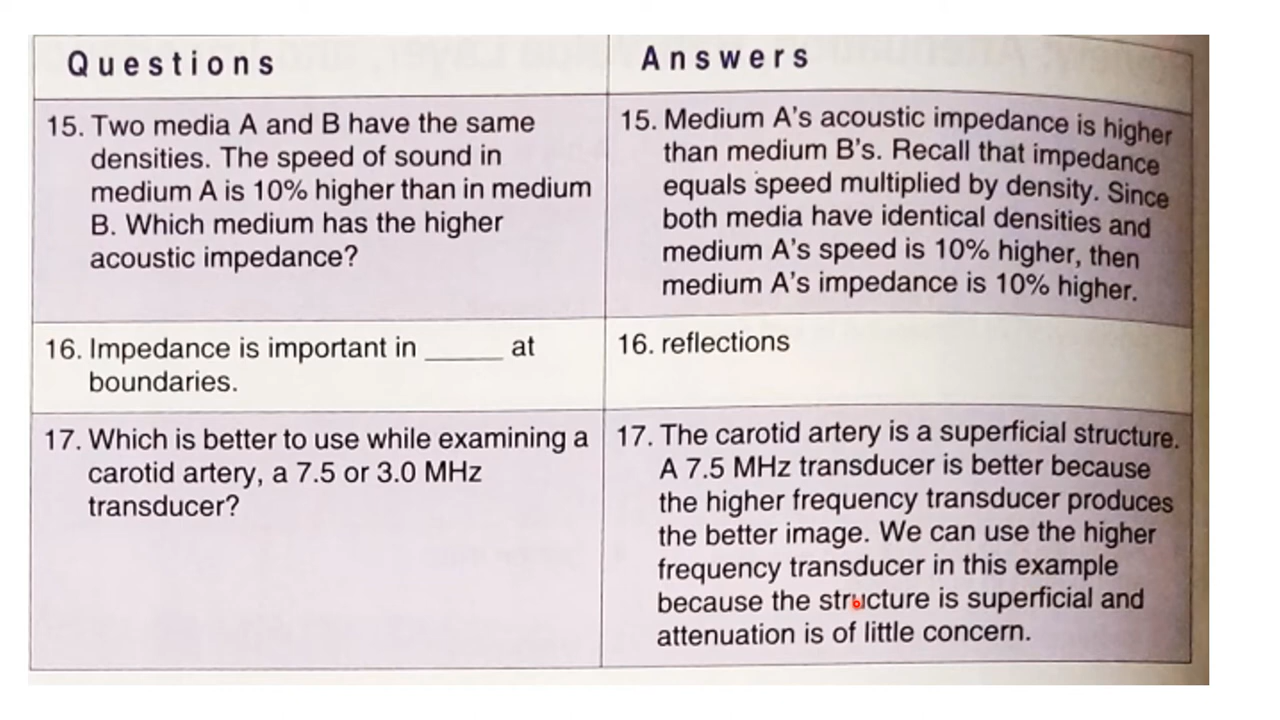 Questions
Answers
15. Two media A and B have the same
densities. The speed of sound in
medium A is 10% higher than in medium
B. Which medium has the higher
acoustic impedance?
15. Medium A's acoustic impedance is higher
than medium B's. Recall that impedance
equals speed multiplied by density. Since
both media have identical densities and
medium A's speed is 10% higher, then
medium A's impedance is 10% higher.
16. Impedance is important in _____ at
boundaries.
16. reflections
17. Which is better to use while examining a
carotid artery, a 7.5 or 3.0 MHz
transducer?
17. The carotid artery is a superficial structure.
A 7.5 MHz transducer is better because
the higher frequency transducer produces
the better image. We can use the higher
frequency transducer in this example
because the structure is superficial and
attenuation is of little concern.